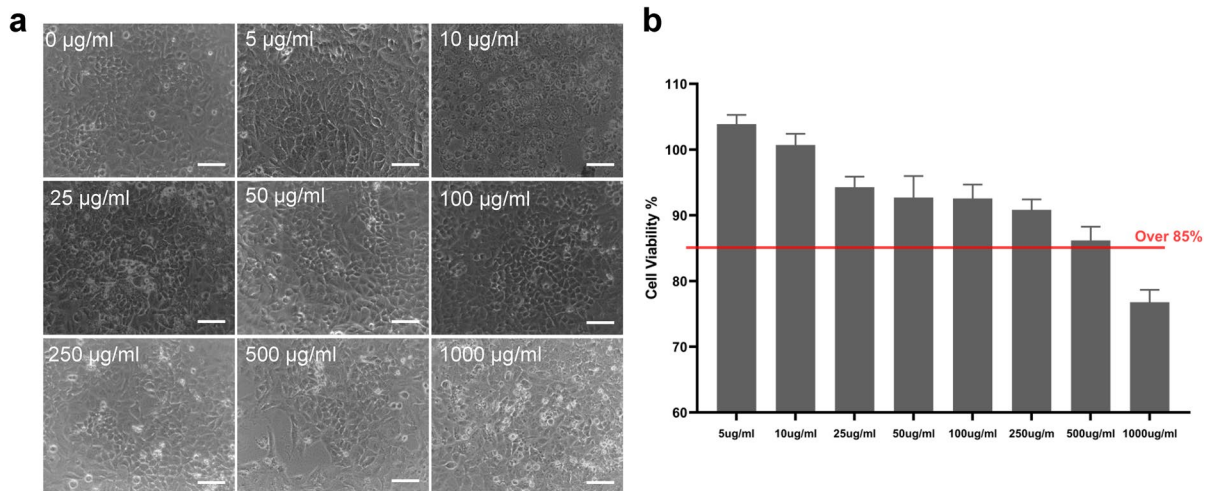 a
0 µg/ml
5 µg/ml
10 µg/ml
25 µg/ml
50 µg/ml
100 µg/ml
250 µg/ml
500 µg/ml
1000 µg/ml
b
Cell Viability %
110
100
90
80
70
60
Over 85%
5ug/ml
10ug/ml
25ug/ml
50ug/ml
100ug/ml
250ug/m
500ug/ml
1000ug/ml